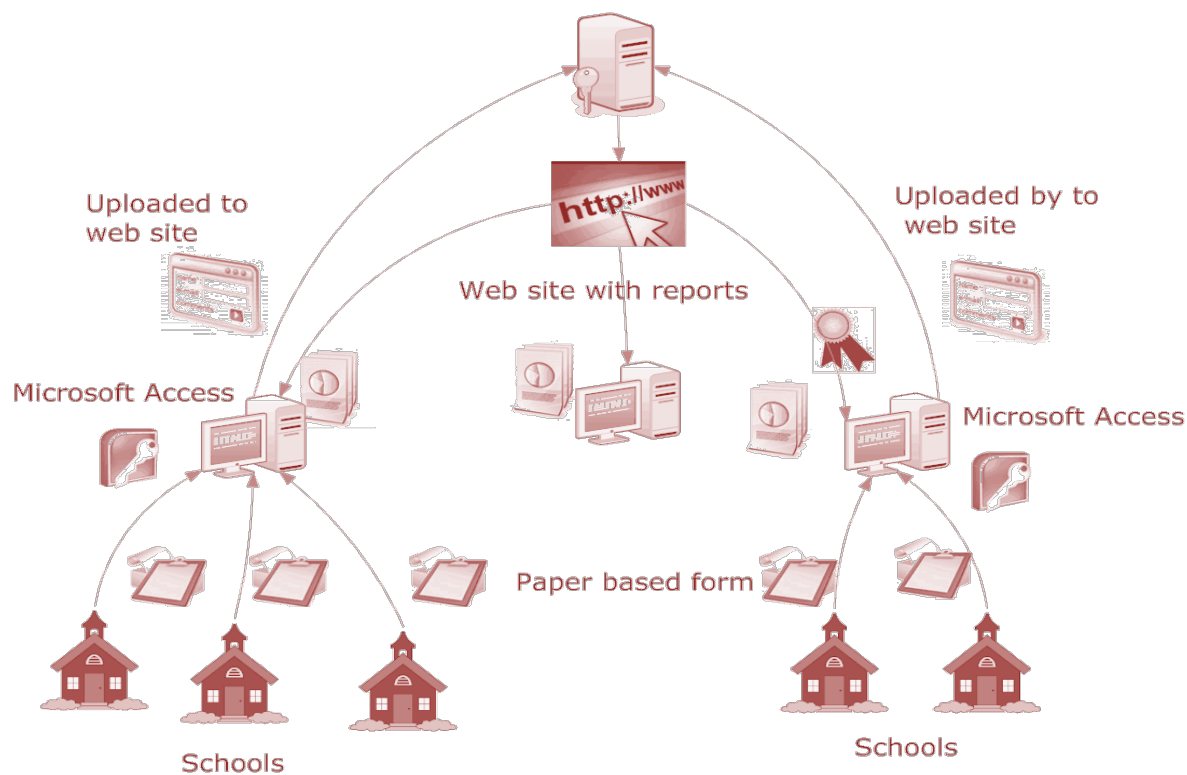 http://www
Uploaded to
web site
Uploaded by to
web site
Web site with reports
Microsoft Access
Microsoft Access
Paper based form
Schools
Schools